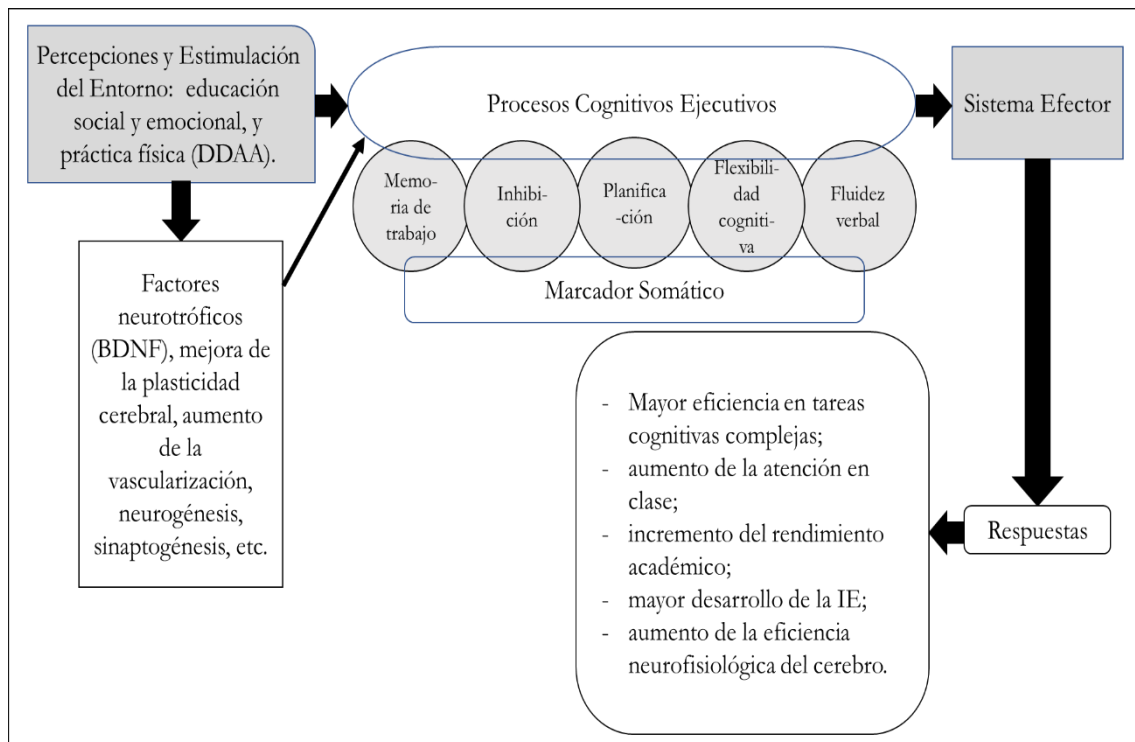 Percepciones y Estimulación
del Entorno: educación
social y emocional, y
práctica física (DDAA).
Procesos Cognitivos Ejecutivos
Sistema Efector
Memo-
ria de
trabajo
Inhibi-
ción
Planifica
-ción
Flexibili-
dad
cogniti-
va
Fluidez
verbal
Marcador Somático
Factores
neurotróficos
(BDNF), mejora de
la plasticidad
cerebral, aumento
de la
vascularización,
neurogénesis,
sinaptogénesis, etc.
- Mayor eficiencia en tareas
cognitivas complejas;
- aumento de la atención en
clase;
- incremento del rendimiento
académico;
- mayor desarrollo de la IE;
- aumento de la eficiencia
neurofisiológica del cerebro.
Respuestas